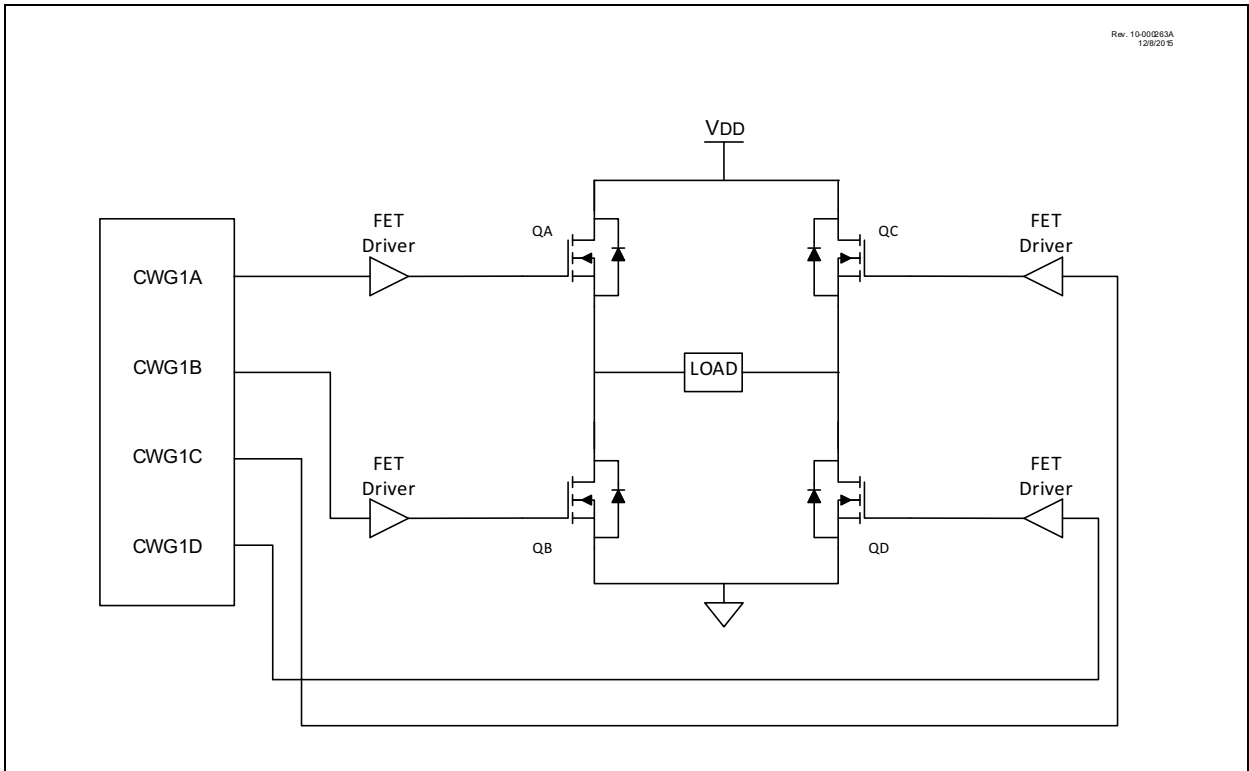 Rev. 10-000263A
12/8/2015
VDD
FET
Driver
QA
QC
FET
Driver
CWG1A
CWG1B
LOAD
CWG1C
FET
Driver
FET
Driver
CWG1D
QB
QD